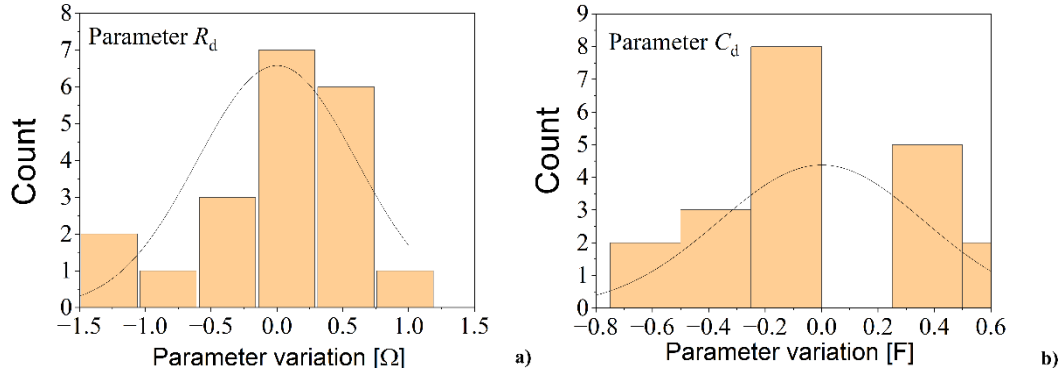 8
7
6
5
4
3
2
1
0
Count
Parameter Rd
−1.5 −1.0 −0.5 0.0 0.5 1.0 1.5
Parameter variation [Ω]
a)
9
8
7
6
5
4
3
2
1
0
Count
Parameter Cd
−0.8 −0.6 −0.4 −0.2 0.0 0.2 0.4 0.6
Parameter variation [F]
b)